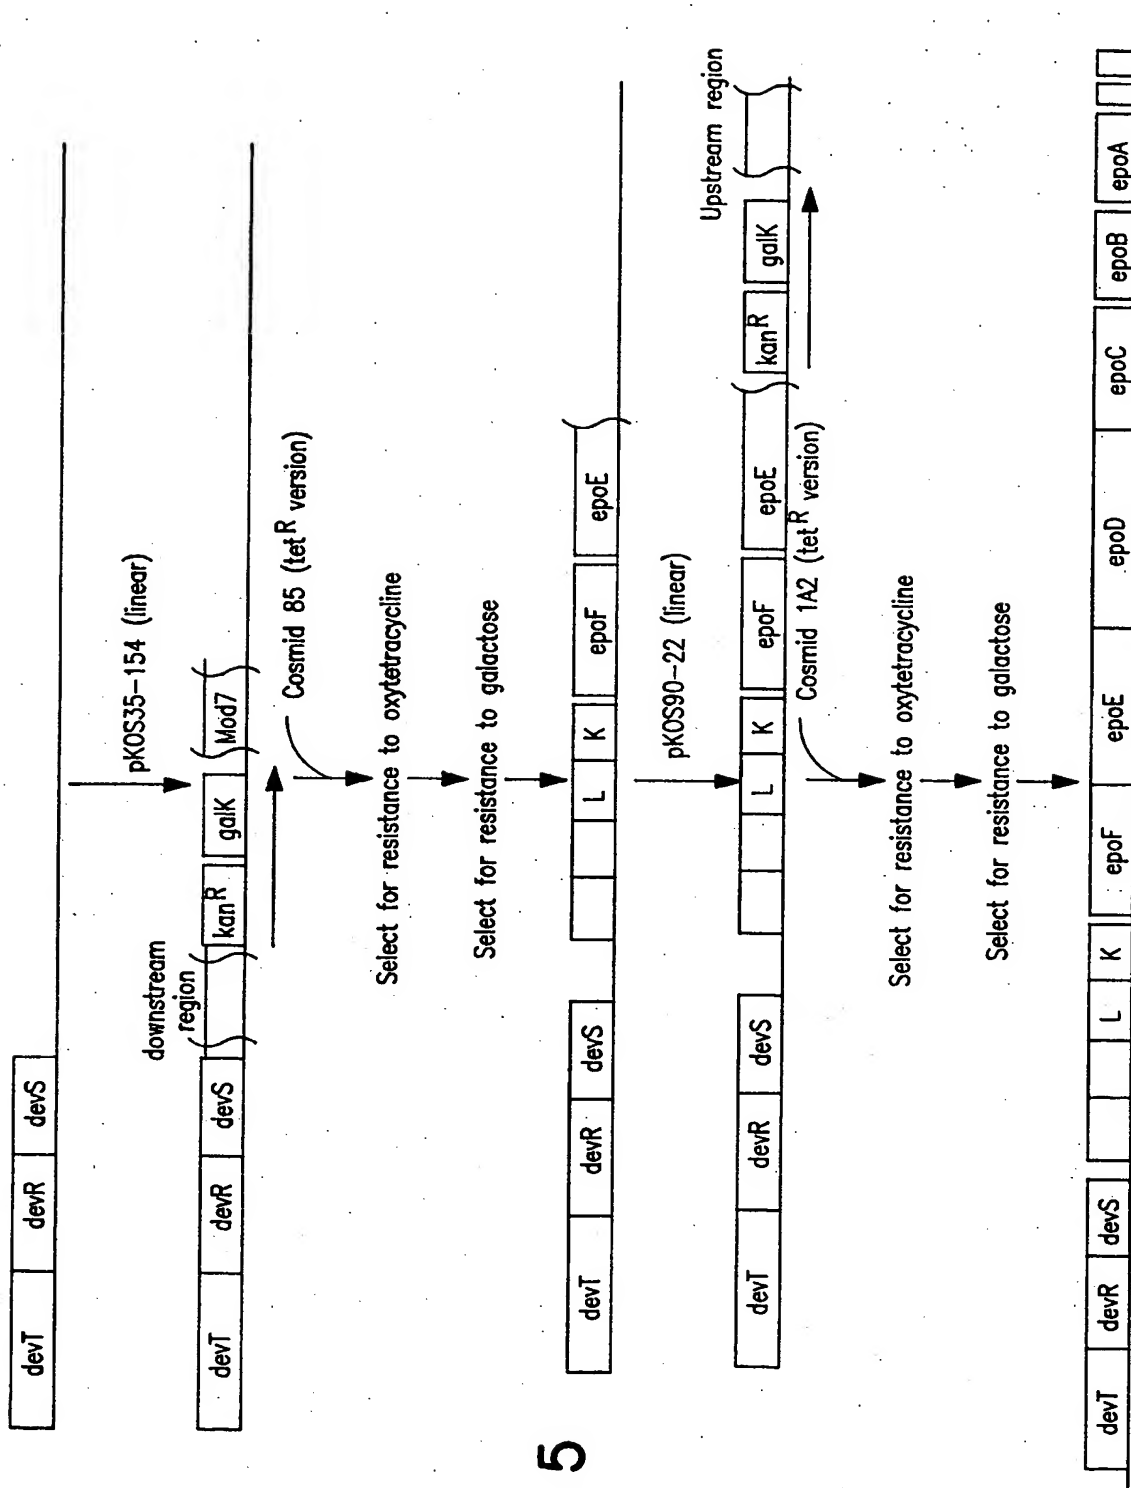 devT devR devS
pKOS35-154 (linear)
downstream
region
devT devR devS kanR galK Mod7
Cosmid 85 (tetR version)
Select for resistance to oxytetracycline
Select for resistance to galactose
devT devR devS L K epoF epoE
pKOS90-22 (linear)
Upstream region
devT devR devS L K epoF epoE kanR galK
Cosmid 1A2 (tetR version)
Select for resistance to oxytetracycline
Select for resistance to galactose
devT devR devS L K epoF epoE epoD epoC epoB epoA
5